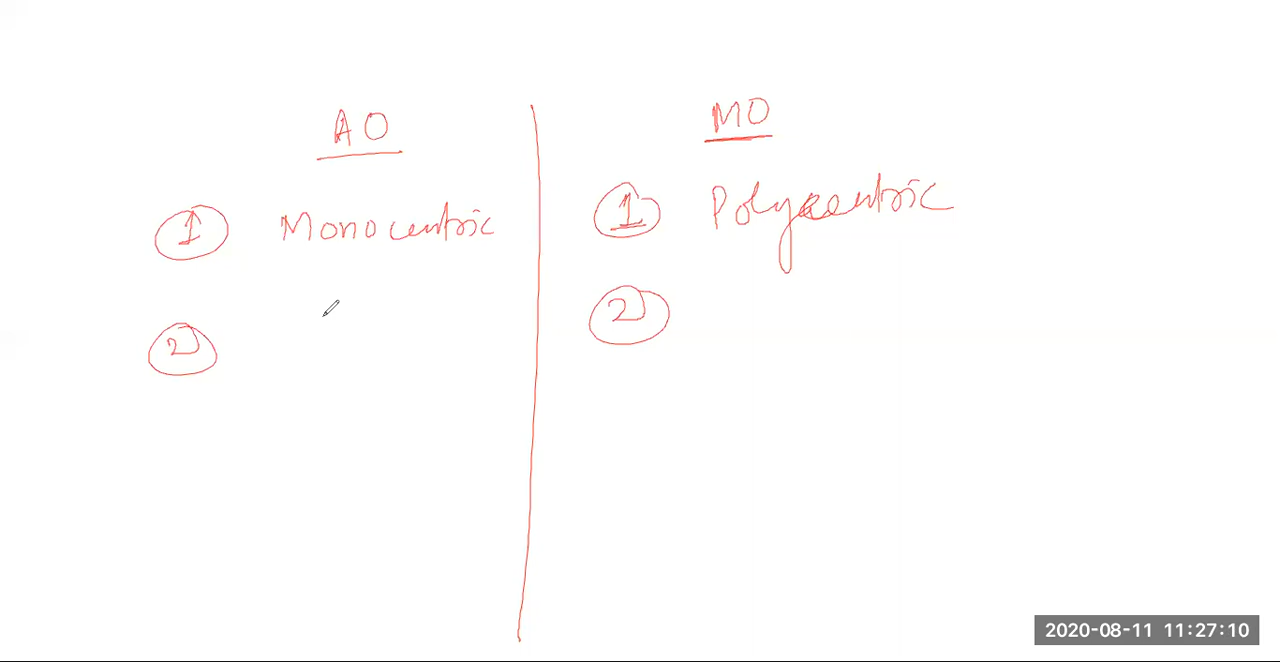 AO
① Monocentric
②
MO
① Polycentric
②
2020-08-11 11:27:10